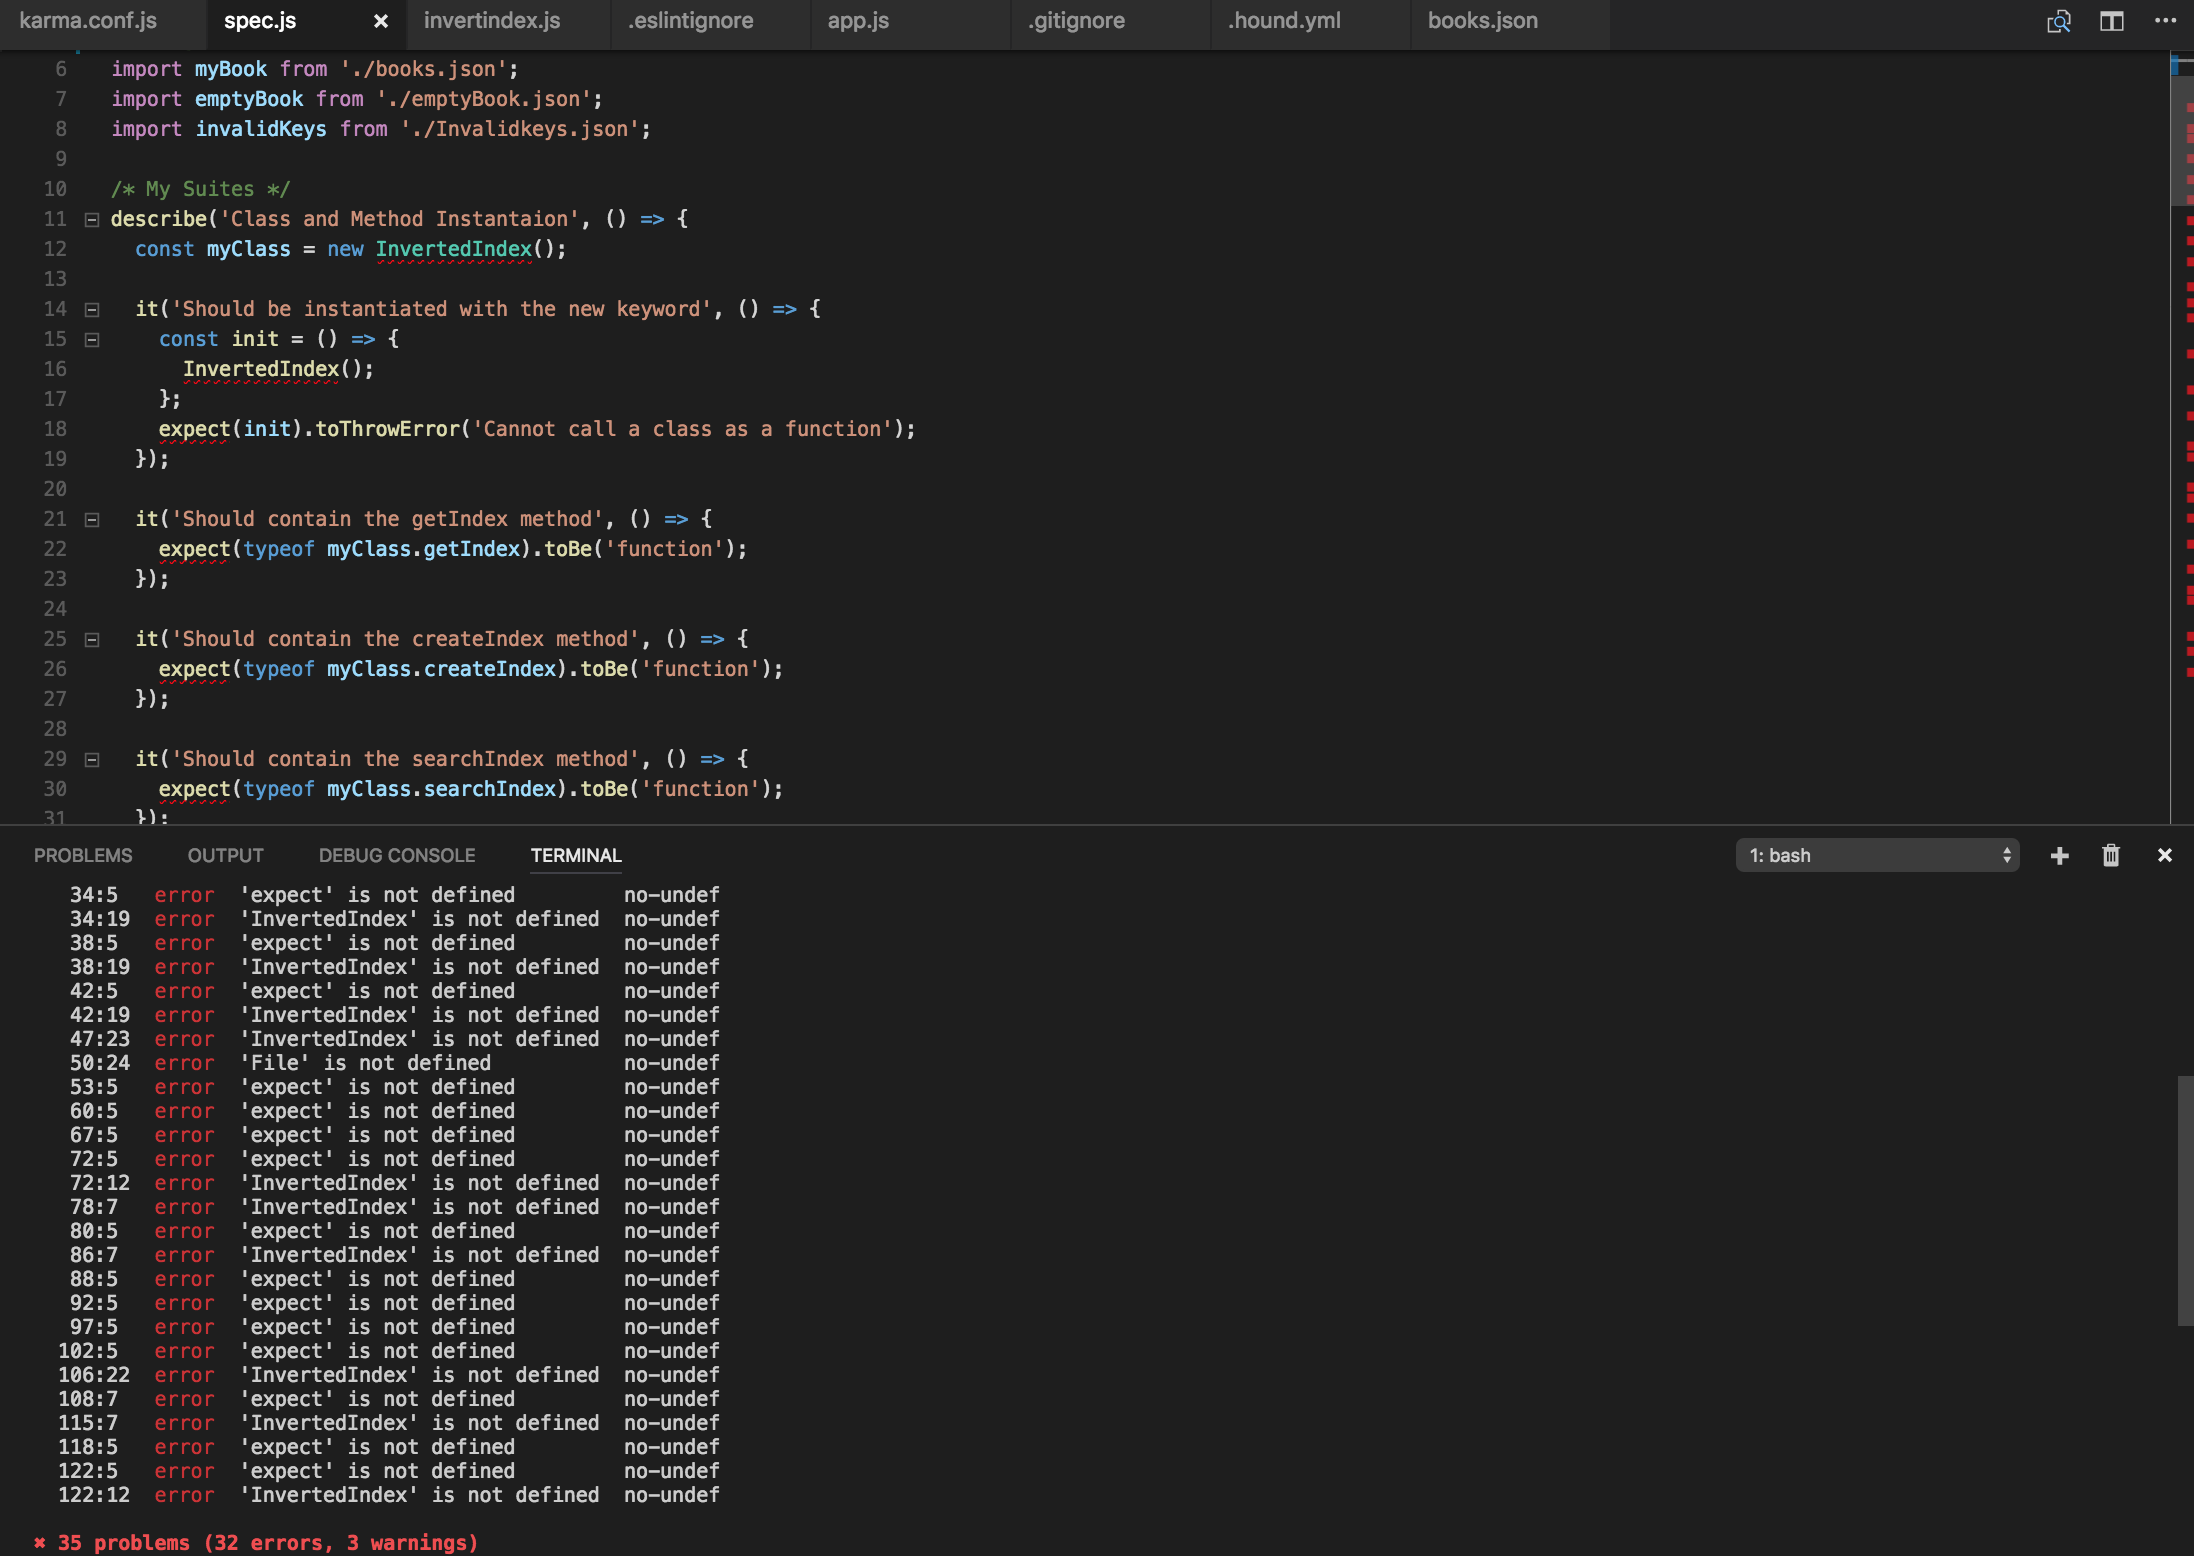 karma.conf.js spec.js × invertindex.js .eslintignore app.js .gitignore .hound.yml books.json
6 import myBook from './books.json';
7 import emptyBook from './emptyBook.json';
8 import invalidKeys from './Invalidkeys.json';
9
10 /* My Suites */
11 describe('Class and Method Instantaion', () => {
12 const myClass = new InvertedIndex();
13
14 it('Should be instantiated with the new keyword', () => {
15 const init = () => {
16 InvertedIndex();
17 };
18 expect(init).toThrowError('Cannot call a class as a function');
19 });
20
21 it('Should contain the getIndex method', () => {
22 expect(typeof myClass.getIndex).toBe('function');
23 });
24
25 it('Should contain the createIndex method', () => {
26 expect(typeof myClass.createIndex).toBe('function');
27 });
28
29 it('Should contain the searchIndex method', () => {
30 expect(typeof myClass.searchIndex).toBe('function');
31 });
PROBLEMS OUTPUT DEBUG CONSOLE TERMINAL 1: bash
34:5 error 'expect' is not defined no-undef
34:19 error 'InvertedIndex' is not defined no-undef
38:5 error 'expect' is not defined no-undef
38:19 error 'InvertedIndex' is not defined no-undef
42:5 error 'expect' is not defined no-undef
42:19 error 'InvertedIndex' is not defined no-undef
47:23 error 'InvertedIndex' is not defined no-undef
50:24 error 'File' is not defined no-undef
53:5 error 'expect' is not defined no-undef
60:5 error 'expect' is not defined no-undef
67:5 error 'expect' is not defined no-undef
72:5 error 'expect' is not defined no-undef
72:12 error 'InvertedIndex' is not defined no-undef
78:7 error 'InvertedIndex' is not defined no-undef
80:5 error 'expect' is not defined no-undef
86:7 error 'InvertedIndex' is not defined no-undef
88:5 error 'expect' is not defined no-undef
92:5 error 'expect' is not defined no-undef
97:5 error 'expect' is not defined no-undef
102:5 error 'expect' is not defined no-undef
106:22 error 'InvertedIndex' is not defined no-undef
108:7 error 'expect' is not defined no-undef
115:7 error 'InvertedIndex' is not defined no-undef
118:5 error 'expect' is not defined no-undef
122:5 error 'expect' is not defined no-undef
122:12 error 'InvertedIndex' is not defined no-undef
✖ 35 problems (32 errors, 3 warnings)